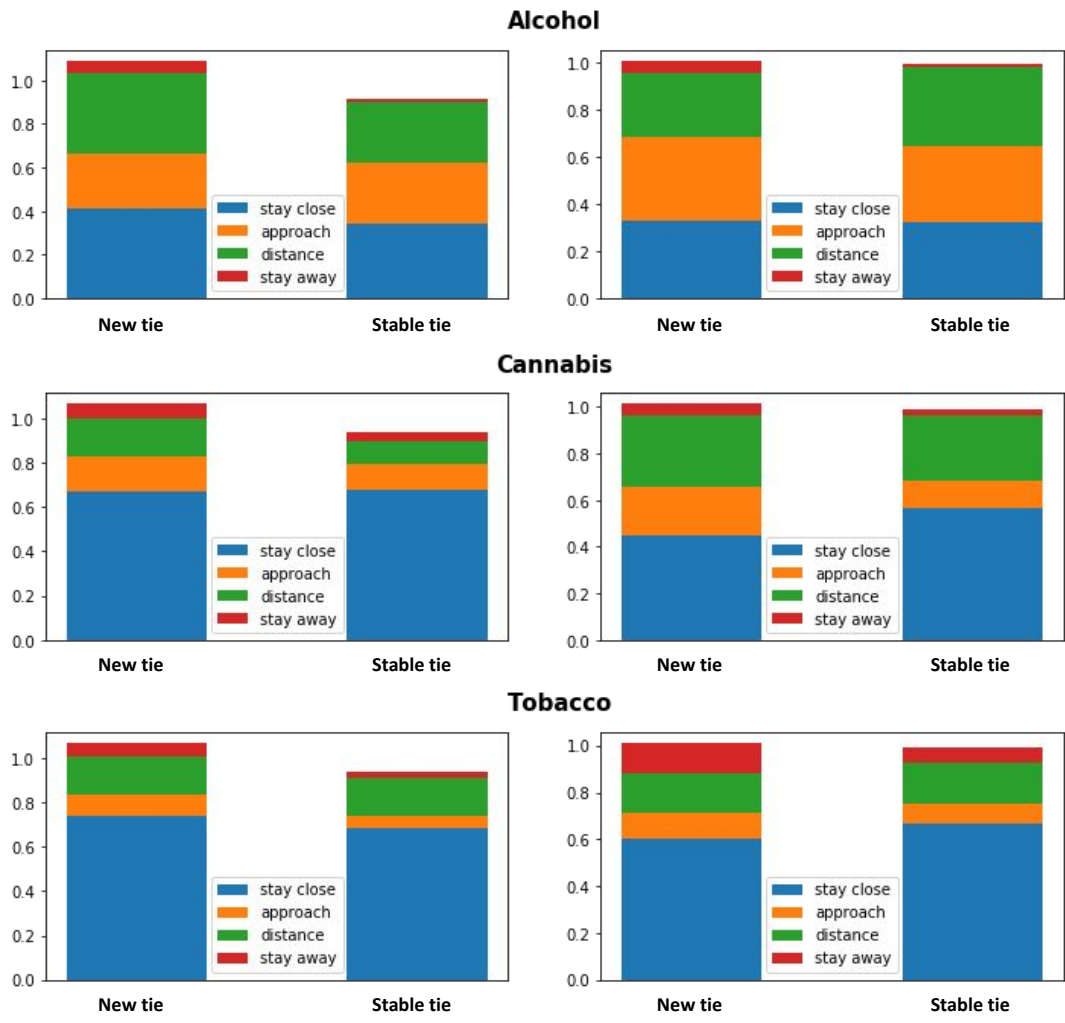 Alcohol
1.0
0.8
0.6
0.4
0.2
0.0
stay close
approach
distance
stay away
New tie
Stable tie
1.0
0.8
0.6
0.4
0.2
0.0
stay close
approach
distance
stay away
New tie
Stable tie
Cannabis
1.0
0.8
0.6
0.4
0.2
0.0
stay close
approach
distance
stay away
New tie
Stable tie
1.0
0.8
0.6
0.4
0.2
0.0
stay close
approach
distance
stay away
New tie
Stable tie
Tobacco
1.0
0.8
0.6
0.4
0.2
0.0
stay close
approach
distance
stay away
New tie
Stable tie
1.0
0.8
0.6
0.4
0.2
0.0
stay close
approach
distance
stay away
New tie
Stable tie